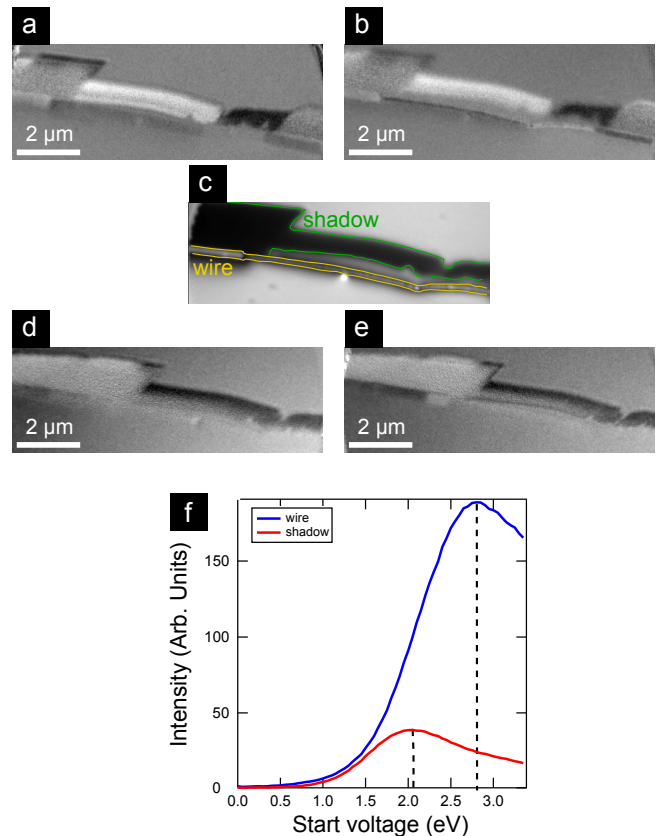 a
b
2 µm
2 µm
c
shadow
wire
d
e
2 µm
2 µm
f
wire
shadow
150
100
50
0
Intensity (Arb. Units)
0.0 0.5 1.0 1.5 2.0 2.5 3.0
Start voltage (eV)